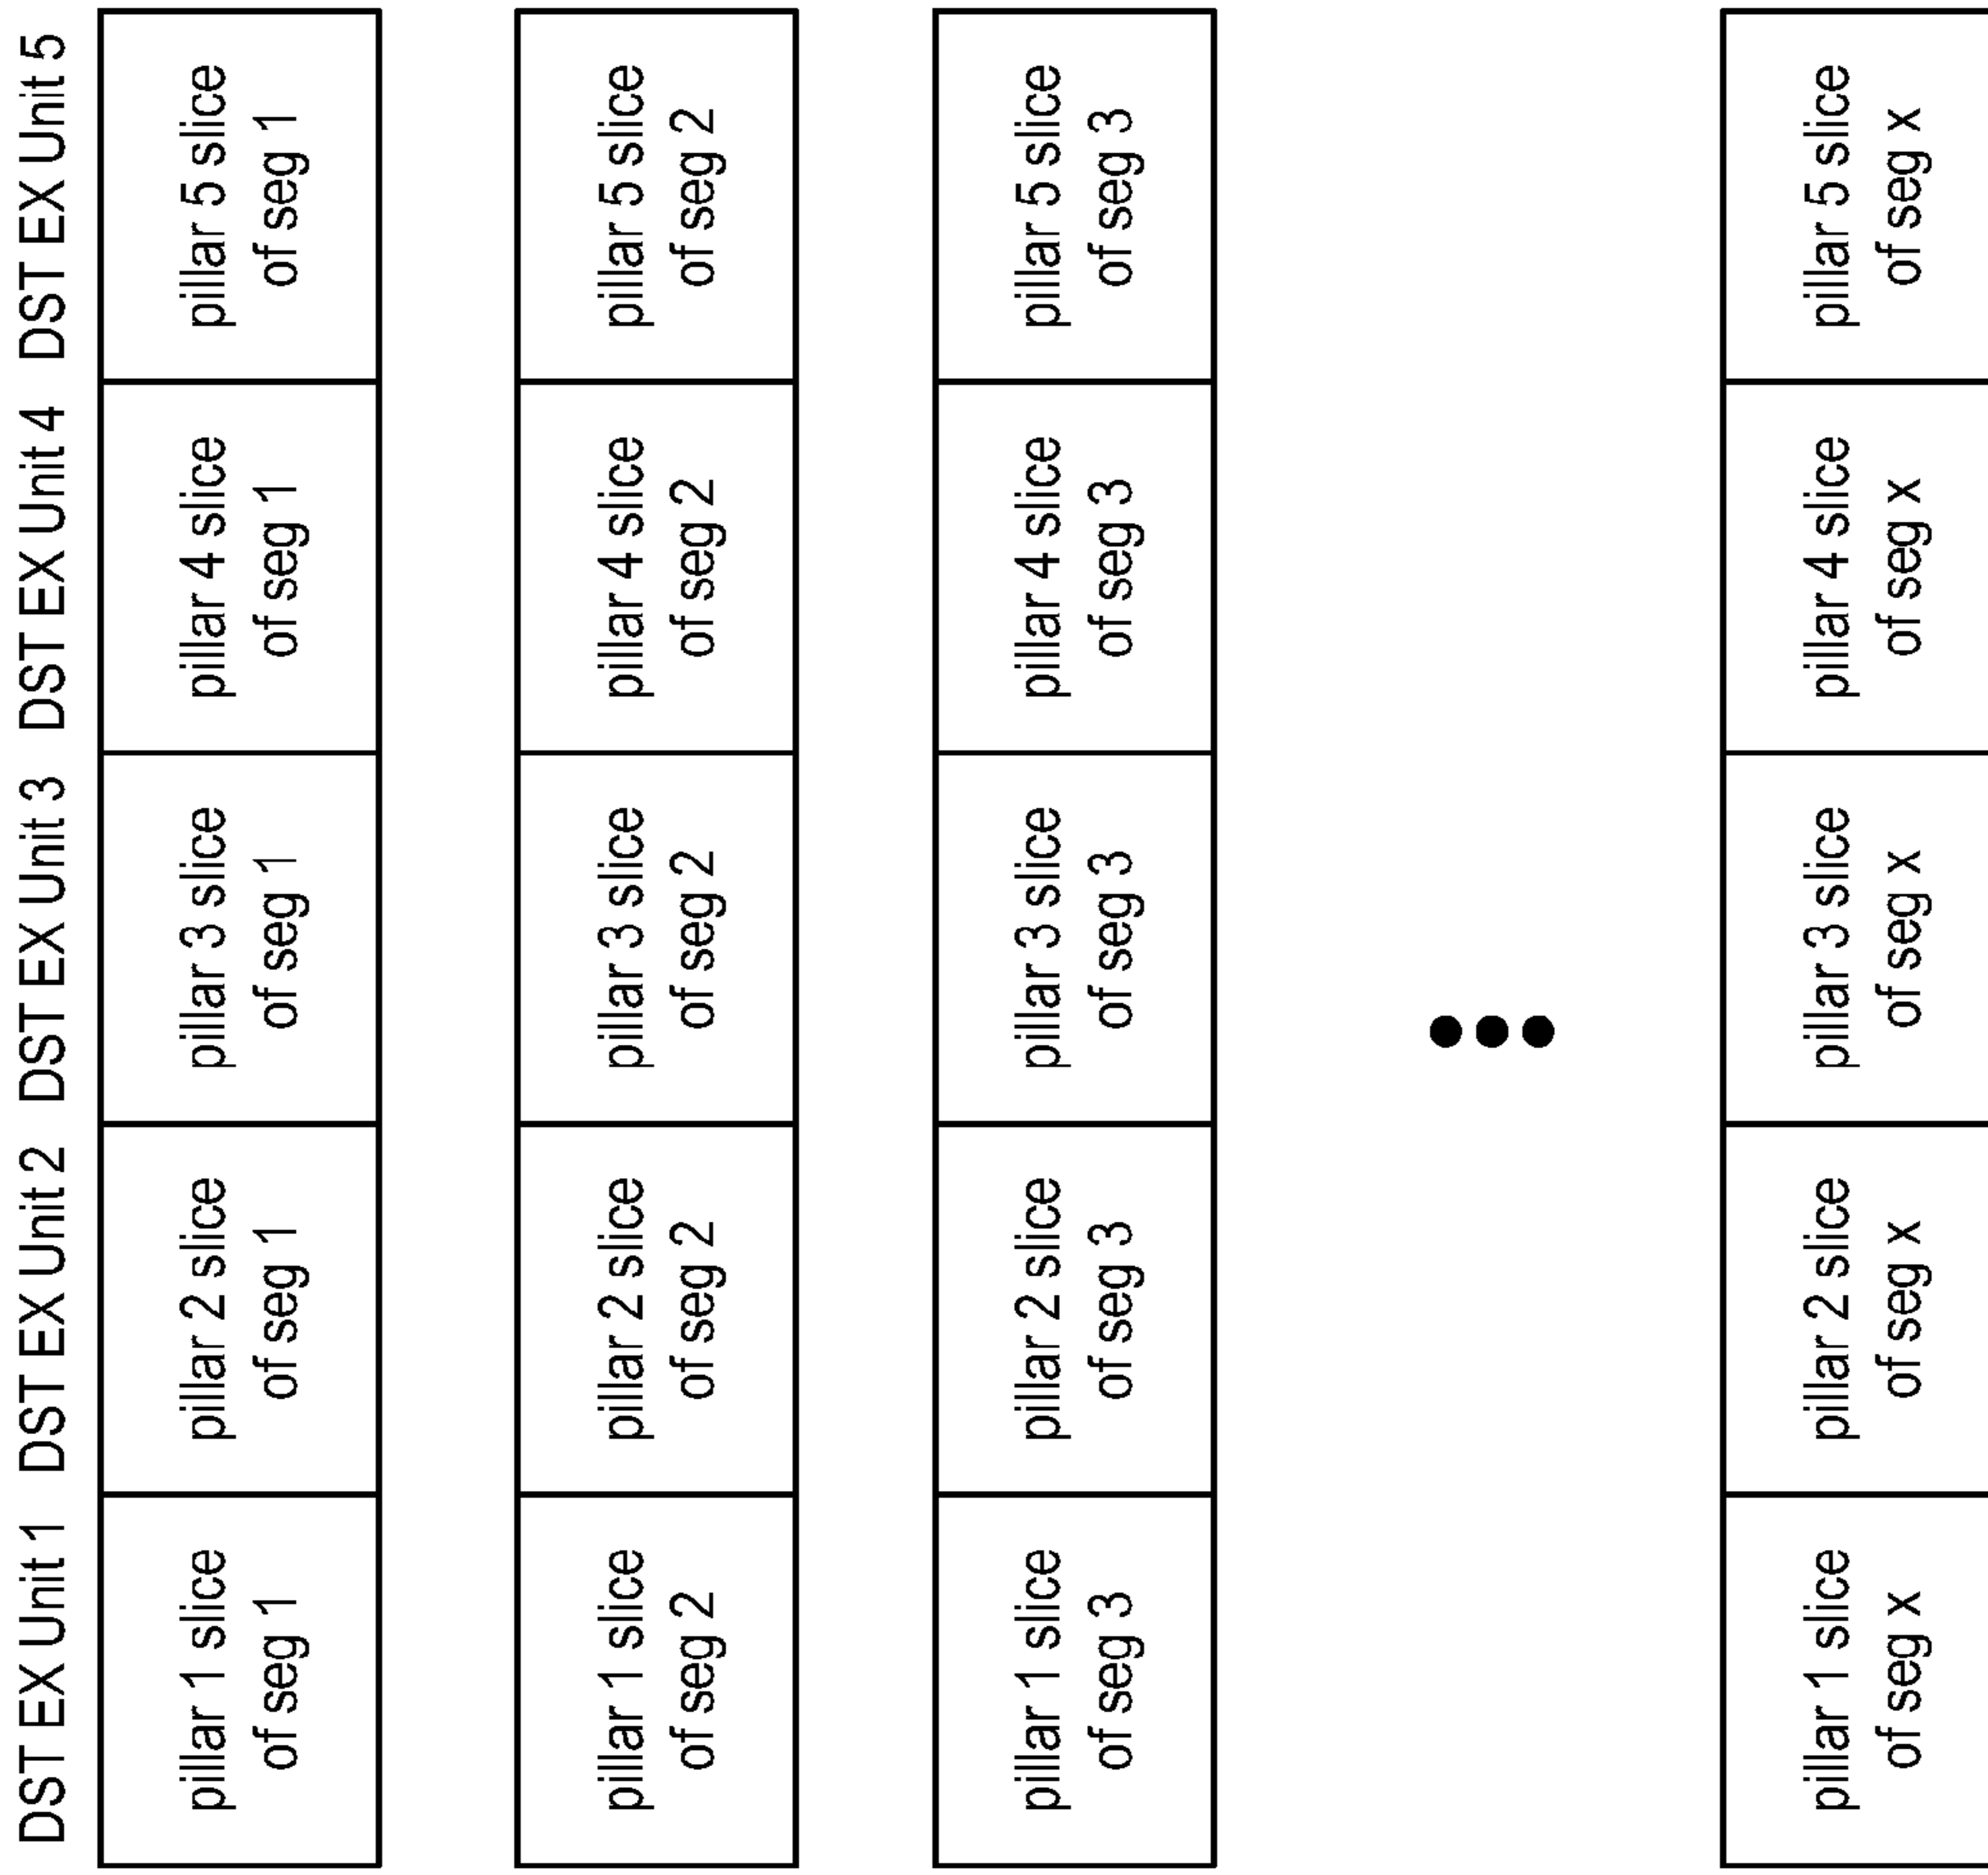 DST EX Unit 1 DST EX Unit 2 DST EX Unit 3 DST EX Unit 4 DST EX Unit 5
pillar 1 slice
of seg 1
pillar 2 slice
of seg 1
pillar 3 slice
of seg 1
pillar 4 slice
of seg 1
pillar 5 slice
of seg 1
pillar 1 slice
of seg 2
pillar 2 slice
of seg 2
pillar 3 slice
of seg 2
pillar 4 slice
of seg 2
pillar 5 slice
of seg 2
pillar 1 slice
of seg 3
pillar 2 slice
of seg 3
pillar 3 slice
of seg 3
pillar 4 slice
of seg 3
pillar 5 slice
of seg 3
pillar 1 slice
of seg x
pillar 2 slice
of seg x
pillar 3 slice
of seg x
pillar 4 slice
of seg x
pillar 5 slice
of seg x